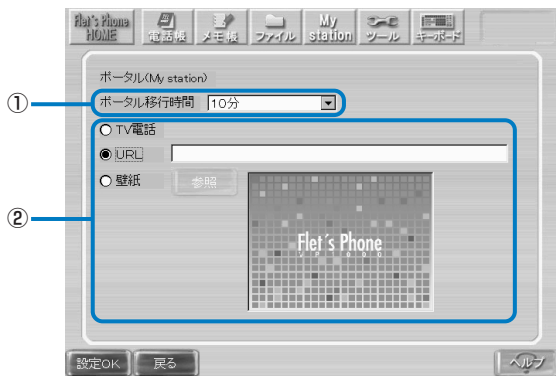 Flet's Phone HOME 電話帳 メモ帳 ファイル My station ツール キーボード
ポータル(My station)
① ポータル移行時間 10分
TV電話
URL
壁紙 参照
②
Flet's Phone
VP1000
設定OK 戻る ヘルプ